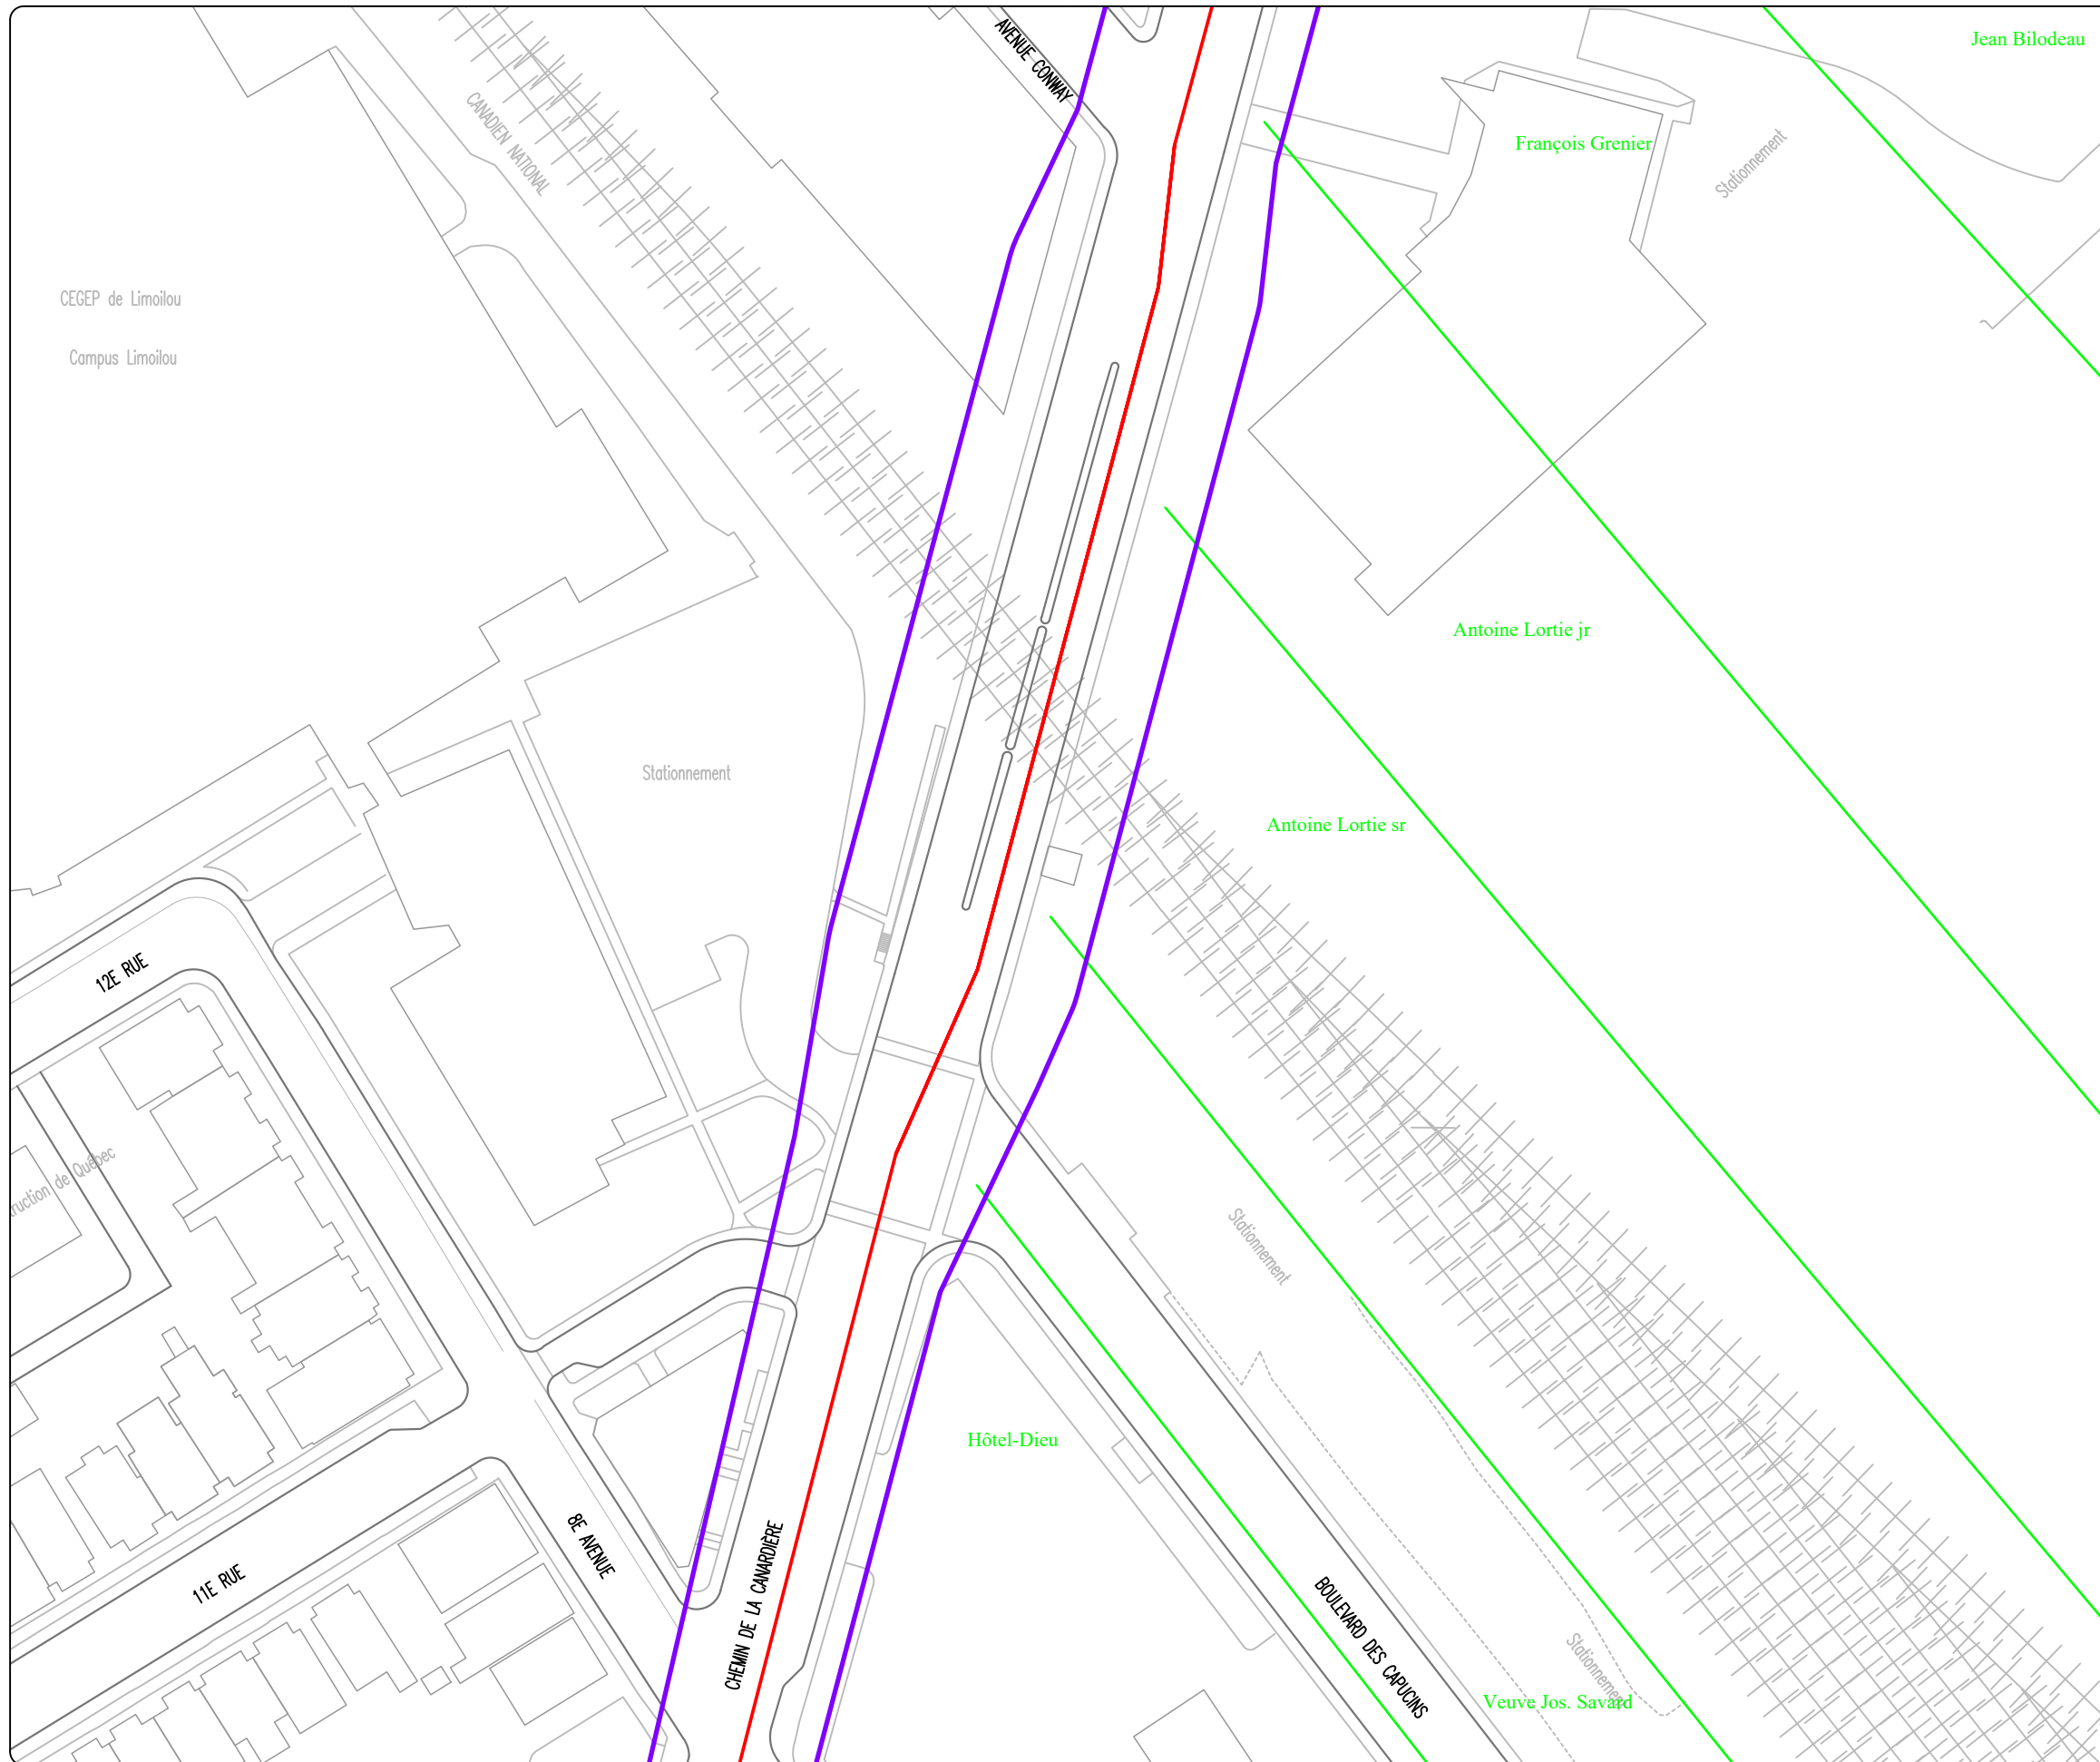 Jean Bilodeau
AVENUE CONWAY
CANADIEN NATIONAL
François Grenier
Stationnement
CEGEP de Limoilou
Campus Limoilou
Antoine Lortie jr
Stationnement
Antoine Lortie sr
12E RUE
truction de Québec
Stationnement
Hôtel-Dieu
8E AVENUE
11E RUE
CHEMIN DE LA CANARDIÈRE
BOULEVARD DES CAPUCINS
Stationnement
Veuve Jos. Savard